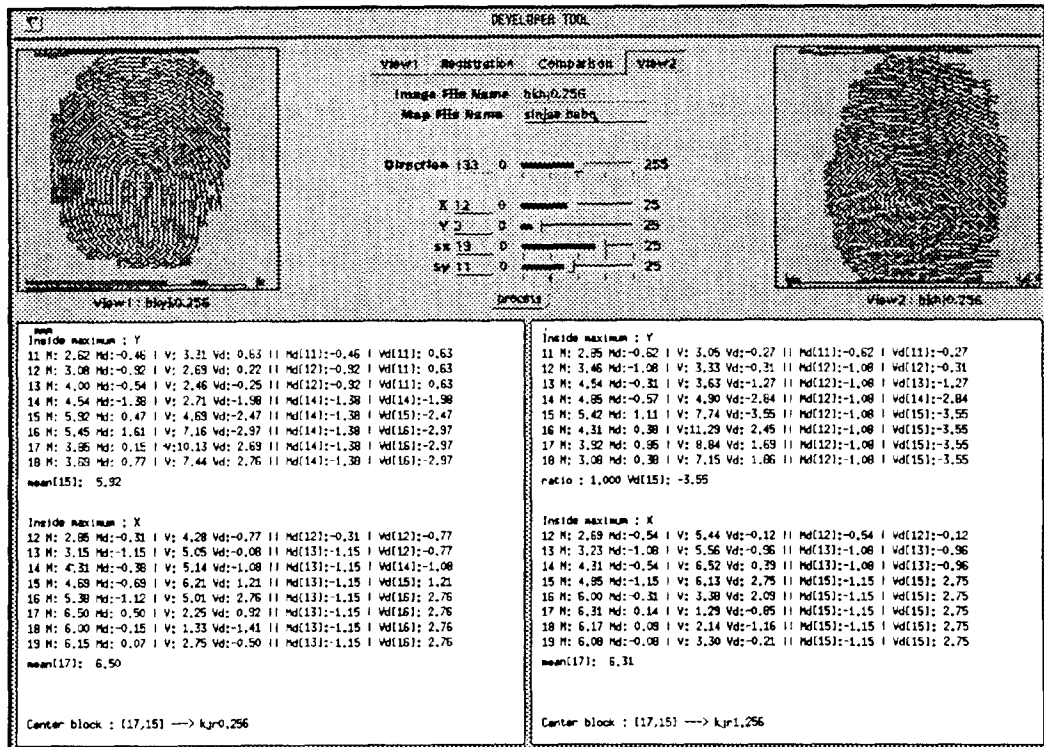 DEVELOPER TOOL
View1 Registration Comparison View2
Image File Name bkhj0.256
Map File Name
Direction 133 0 255
X 12 0 25
Y 3 0 25
sx 19 0 25
sy 11 0 25
process
View1 : bkyj0.256
View2 : bkhj0.256
Inside maximum : Y
11 M: 2.62 Md:-0.46 | V: 3.31 Vd: 0.63 || Md[11]:-0.46 | Vd[11]: 0.63
12 M: 3.08 Md:-0.92 | V: 2.69 Vd: 0.22 || Md[12]:-0.92 | Vd[11]: 0.63
13 M: 4.00 Md:-0.54 | V: 2.46 Vd:-0.25 || Md[12]:-0.92 | Vd[11]: 0.63
14 M: 4.54 Md:-1.38 | V: 2.71 Vd:-1.98 || Md[14]:-1.38 | Vd[14]:-1.98
15 M: 5.92 Md: 0.47 | V: 4.69 Vd:-2.47 || Md[14]:-1.38 | Vd[15]:-2.47
16 M: 5.45 Md: 1.61 | V: 7.16 Vd:-2.97 || Md[14]:-1.38 | Vd[16]:-2.97
17 M: 3.85 Md: 0.15 | V:10.13 Vd: 2.69 || Md[14]:-1.38 | Vd[16]:-2.97
18 M: 3.69 Md: 0.77 | V: 7.44 Vd: 2.76 || Md[14]:-1.38 | Vd[16]:-2.97
mean[15]: 5.92
Inside maximum : X
12 M: 2.85 Md:-0.31 | V: 4.28 Vd:-0.77 || Md[12]:-0.31 | Vd[12]:-0.77
13 M: 3.15 Md:-1.15 | V: 5.05 Vd:-0.08 || Md[13]:-1.15 | Vd[12]:-0.77
14 M: 4.31 Md:-0.38 | V: 5.14 Vd:-1.08 || Md[13]:-1.15 | Vd[14]:-1.08
15 M: 4.69 Md:-0.69 | V: 6.21 Vd: 1.21 || Md[13]:-1.15 | Vd[15]: 1.21
16 M: 5.38 Md:-1.12 | V: 5.01 Vd: 2.76 || Md[13]:-1.15 | Vd[16]: 2.76
17 M: 6.50 Md: 0.50 | V: 2.25 Vd: 0.92 || Md[13]:-1.15 | Vd[16]: 2.76
18 M: 6.00 Md:-0.15 | V: 1.33 Vd:-1.41 || Md[13]:-1.15 | Vd[16]: 2.76
19 M: 6.15 Md: 0.07 | V: 2.75 Vd:-0.50 || Md[13]:-1.15 | Vd[16]: 2.76
mean[17]: 6.50
Center block : [17,15] ---> kjr0.256
Inside maximum : Y
11 M: 2.85 Md:-0.62 | V: 3.05 Vd:-0.27 || Md[11]:-0.62 | Vd[11]:-0.27
12 M: 3.46 Md:-1.08 | V: 3.33 Vd:-0.31 || Md[12]:-1.08 | Vd[12]:-0.31
13 M: 4.54 Md:-0.31 | V: 3.63 Vd:-1.27 || Md[12]:-1.08 | Vd[13]:-1.27
14 M: 4.85 Md:-0.57 | V: 4.90 Vd:-2.84 || Md[12]:-1.08 | Vd[14]:-2.84
15 M: 5.42 Md: 1.11 | V: 7.74 Vd:-3.55 || Md[12]:-1.08 | Vd[15]:-3.55
16 M: 4.31 Md: 0.38 | V:11.29 Vd: 2.45 || Md[12]:-1.08 | Vd[15]:-3.55
17 M: 3.92 Md: 0.85 | V: 8.84 Vd: 1.69 || Md[12]:-1.08 | Vd[15]:-3.55
18 M: 3.08 Md: 0.38 | V: 7.15 Vd: 1.86 || Md[12]:-1.08 | Vd[15]:-3.55
ratio : 1.000 Vd[15]: -3.55
Inside maximum : X
12 M: 2.69 Md:-0.54 | V: 5.44 Vd:-0.12 || Md[12]:-0.54 | Vd[12]:-0.12
13 M: 3.23 Md:-1.08 | V: 5.56 Vd:-0.96 || Md[13]:-1.08 | Vd[13]:-0.96
14 M: 4.31 Md:-0.54 | V: 6.52 Vd: 0.39 || Md[13]:-1.08 | Vd[13]:-0.96
15 M: 4.85 Md:-1.15 | V: 6.13 Vd: 2.75 || Md[15]:-1.15 | Vd[15]: 2.75
16 M: 6.00 Md:-0.31 | V: 3.38 Vd: 2.09 || Md[15]:-1.15 | Vd[15]: 2.75
17 M: 6.31 Md: 0.14 | V: 1.29 Vd:-0.85 || Md[15]:-1.15 | Vd[15]: 2.75
18 M: 6.17 Md: 0.09 | V: 2.14 Vd:-1.16 || Md[15]:-1.15 | Vd[15]: 2.75
19 M: 6.08 Md:-0.08 | V: 3.30 Vd:-0.21 || Md[15]:-1.15 | Vd[15]: 2.75
mean[17]: 6.31
Center block : [17,15] ---> kjr1.256